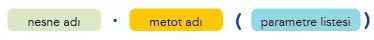 nesne adı • metot adı ( parametre listesi )